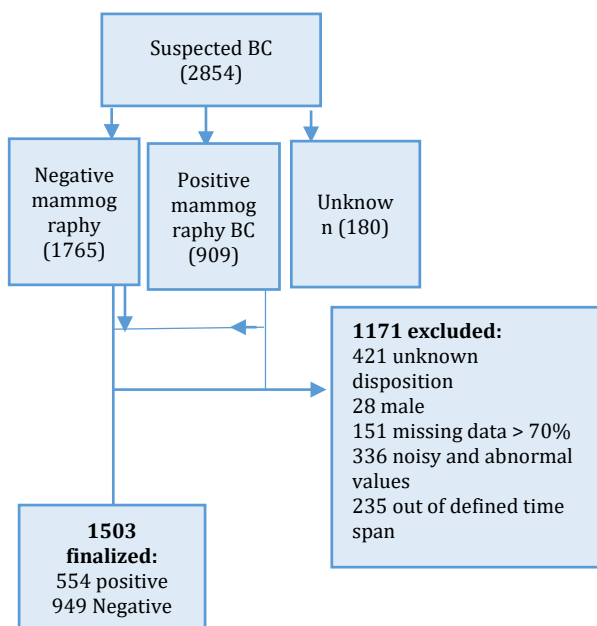 Suspected BC
(2854)
Negative
mammog
raphy
(1765)
Positive
mammog
raphy BC
(909)
Unknow
n (180)
1171 excluded:
421 unknown
disposition
28 male
151 missing data > 70%
336 noisy and abnormal
values
235 out of defined time
span
1503
finalized:
554 positive
949 Negative